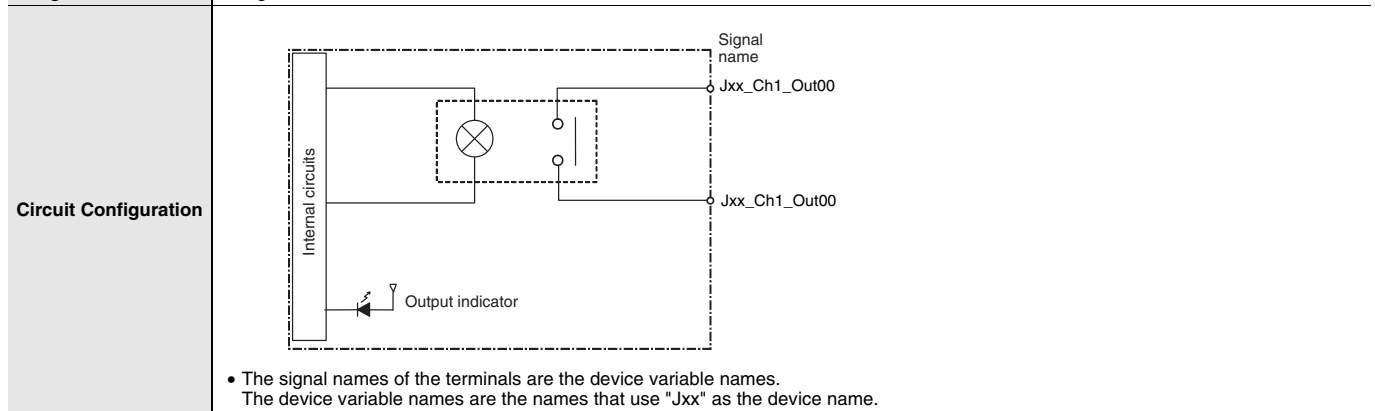 Circuit Configuration
Signal
name
Jxx_Ch1_Out00
Internal circuits
Jxx_Ch1_Out00
Output indicator
• The signal names of the terminals are the device variable names.
The device variable names are the names that use "Jxx" as the device name.